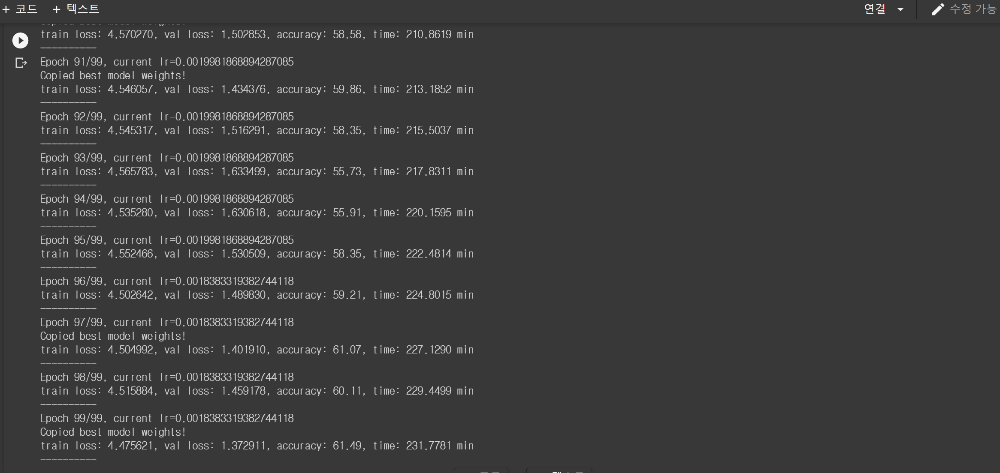 + 코드 + 텍스트 연결 수정 가능
Copied best model weights!
train loss: 4.570270, val loss: 1.502853, accuracy: 58.58, time: 210.8619 min
----------
Epoch 91/99, current lr=0.0019981868894287085
Copied best model weights!
train loss: 4.546057, val loss: 1.434376, accuracy: 59.86, time: 213.1852 min
----------
Epoch 92/99, current lr=0.0019981868894287085
train loss: 4.545317, val loss: 1.516291, accuracy: 58.35, time: 215.5037 min
----------
Epoch 93/99, current lr=0.0019981868894287085
train loss: 4.565783, val loss: 1.633499, accuracy: 55.73, time: 217.8311 min
----------
Epoch 94/99, current lr=0.0019981868894287085
train loss: 4.535280, val loss: 1.630618, accuracy: 55.91, time: 220.1595 min
----------
Epoch 95/99, current lr=0.0019981868894287085
train loss: 4.552466, val loss: 1.530509, accuracy: 58.35, time: 222.4814 min
----------
Epoch 96/99, current lr=0.0018383319382744118
train loss: 4.502642, val loss: 1.489830, accuracy: 59.21, time: 224.8015 min
----------
Epoch 97/99, current lr=0.0018383319382744118
Copied best model weights!
train loss: 4.504992, val loss: 1.401910, accuracy: 61.07, time: 227.1290 min
----------
Epoch 98/99, current lr=0.0018383319382744118
train loss: 4.515884, val loss: 1.459178, accuracy: 60.11, time: 229.4499 min
----------
Epoch 99/99, current lr=0.0018383319382744118
Copied best model weights!
train loss: 4.475621, val loss: 1.372911, accuracy: 61.49, time: 231.7781 min
----------